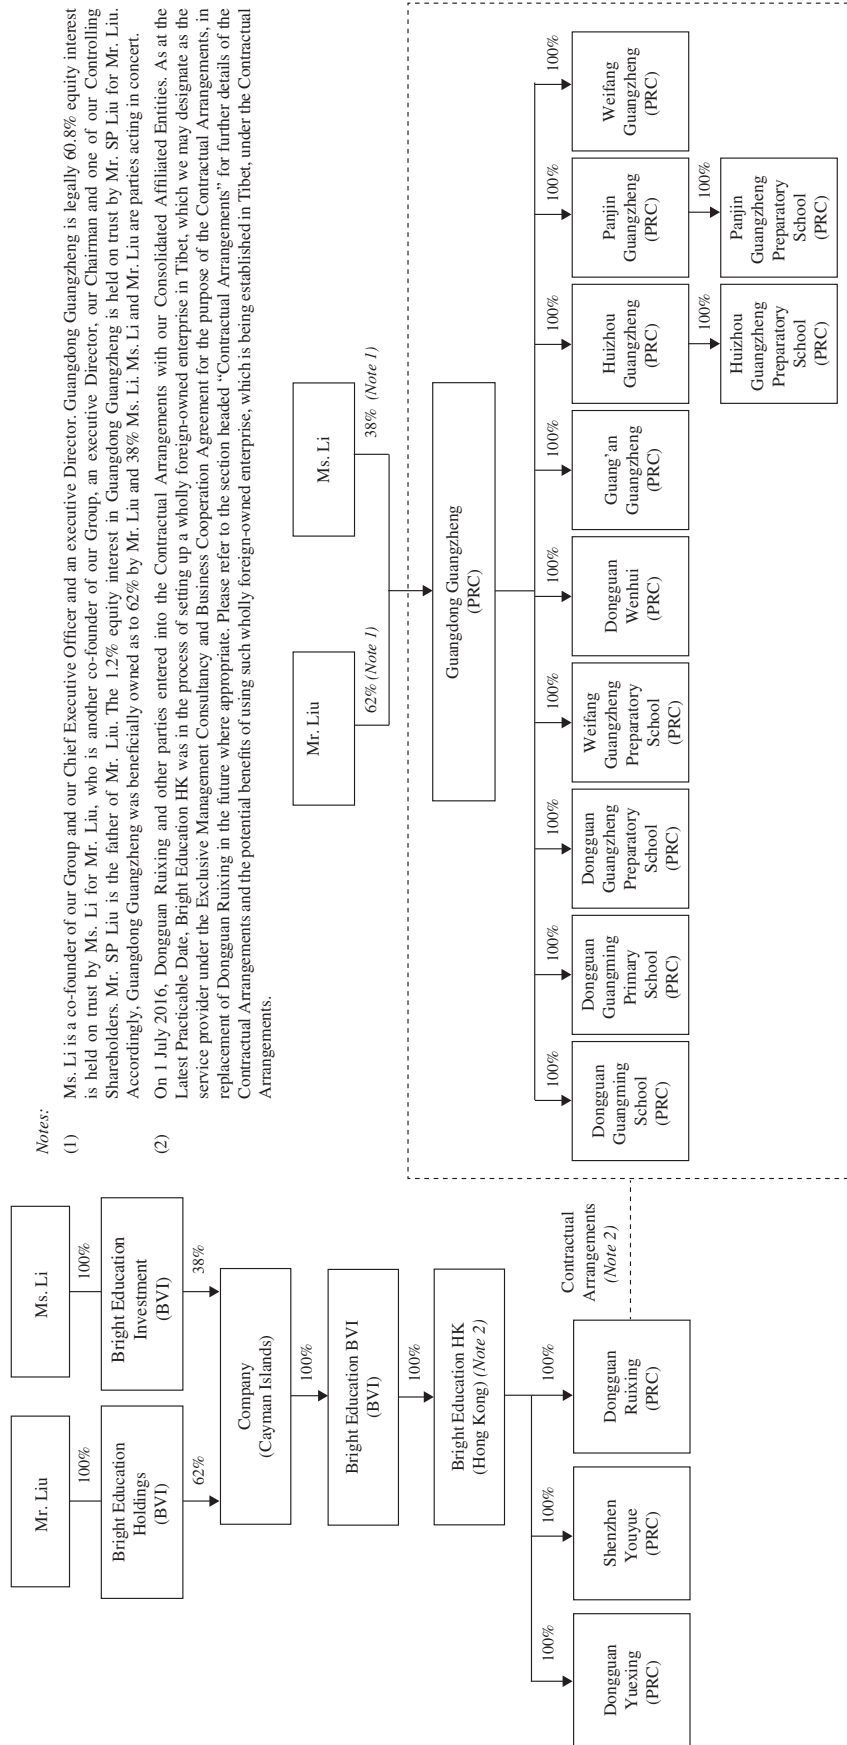 Mr. Liu
Ms. Li
100%
100%
Bright Education
Holdings
(BVI)
Bright Education
Investment
(BVI)
62%
38%
Company
(Cayman Islands)
100%
Bright Education BVI
(BVI)
100%
Bright Education HK
(Hong Kong) (Note 2)
100%
100%
100%
Dongguan
Yuexing
(PRC)
Shenzhen
Youyue
(PRC)
Dongguan
Ruixing
(PRC)
Contractual
Arrangements
(Note 2)
Notes:
(1) Ms. Li is a co-founder of our Group and our Chief Executive Officer and an executive Director. Guangdong Guangzheng is legally 60.8% equity interest
is held on trust by Ms. Li for Mr. Liu, who is another co-founder of our Group, an executive Director, our Chairman and one of our Controlling
Shareholders. Mr. SP Liu is the father of Mr. Liu. The 1.2% equity interest in Guangdong Guangzheng is held on trust by Mr. SP Liu for Mr. Liu.
Accordingly, Guangdong Guangzheng was beneficially owned as to 62% by Mr. Liu and 38% Ms. Li. Ms. Li and Mr. Liu are parties acting in concert.
(2) On 1 July 2016, Dongguan Ruixing and other parties entered into the Contractual Arrangements with our Consolidated Affiliated Entities. As at the
Latest Practicable Date, Bright Education HK was in the process of setting up a wholly foreign-owned enterprise in Tibet, which we may designate as the
service provider under the Exclusive Management Consultancy and Business Cooperation Agreement for the purpose of the Contractual Arrangements, in
replacement of Dongguan Ruixing in the future where appropriate. Please refer to the section headed “Contractual Arrangements” for further details of the
Contractual Arrangements and the potential benefits of using such wholly foreign-owned enterprise, which is being established in Tibet, under the Contractual
Arrangements.
Mr. Liu
Ms. Li
62% (Note 1)
38% (Note 1)
Guangdong Guangzheng
(PRC)
100%
100%
100%
100%
100%
100%
100%
100%
100%
Dongguan
Guangming
School
(PRC)
Dongguan
Guangming
Primary
School
(PRC)
Dongguan
Guangzheng
Preparatory
School
(PRC)
Weifang
Guangzheng
Preparatory
School
(PRC)
Dongguan
Wenhui
(PRC)
Guang’an
Guangzheng
(PRC)
Huizhou
Guangzheng
(PRC)
Panjin
Guangzheng
(PRC)
Weifang
Guangzheng
(PRC)
100%
100%
Huizhou
Guangzheng
Preparatory
School
(PRC)
Panjin
Guangzheng
Preparatory
School
(PRC)